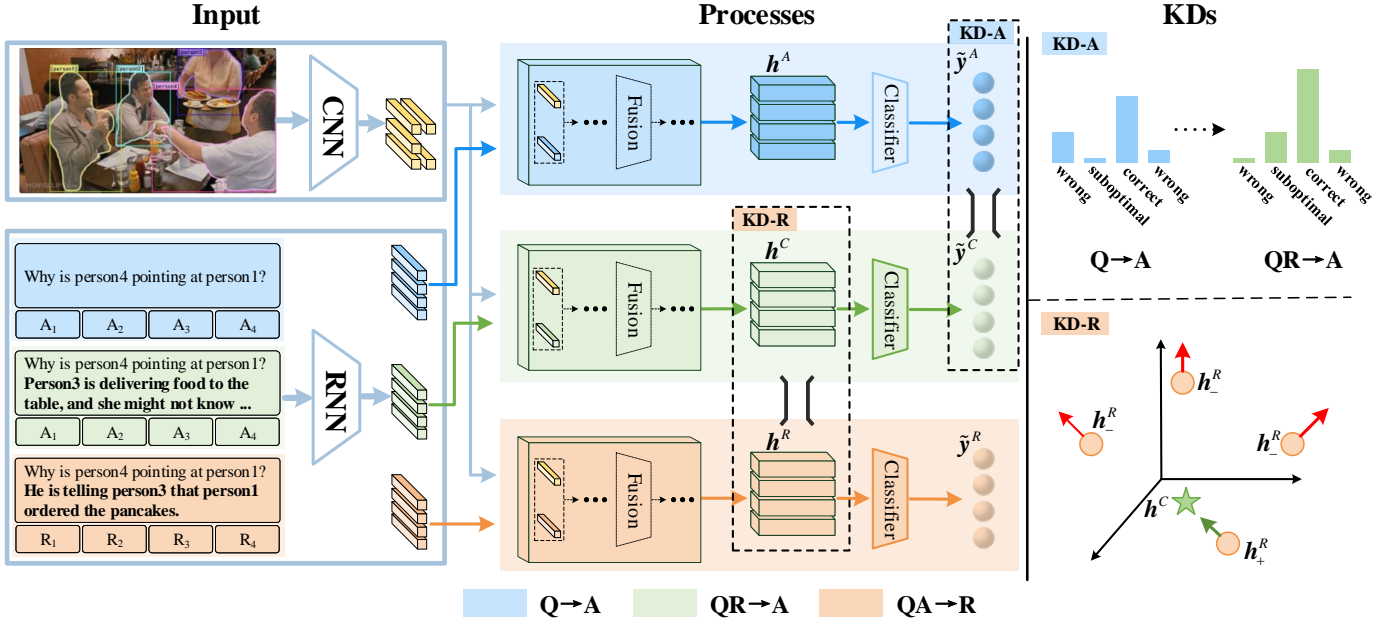 Input
Processes
KDs
[person3]
[person2]
[person1]
[person4]
CNN
Why is person4 pointing at person1?
A1 A2 A3 A4
Why is person4 pointing at person1?
Person3 is delivering food to the
table, and she might not know ...
A1 A2 A3 A4
Why is person4 pointing at person1?
He is telling person3 that person1
ordered the pancakes.
R1 R2 R3 R4
RNN
KD-A
Fusion
h^A
Classifier
ỹ^A
KD-R
Fusion
h^C
Classifier
ỹ^C
Fusion
h^R
Classifier
ỹ^R
KD-A
wrong
suboptimal
correct
wrong
wrong
suboptimal
correct
wrong
Q→A
QR→A
KD-R
h_-^R
h_-^R
h_-^R
h^C
h_+^R
Q→A
QR→A
QA→R